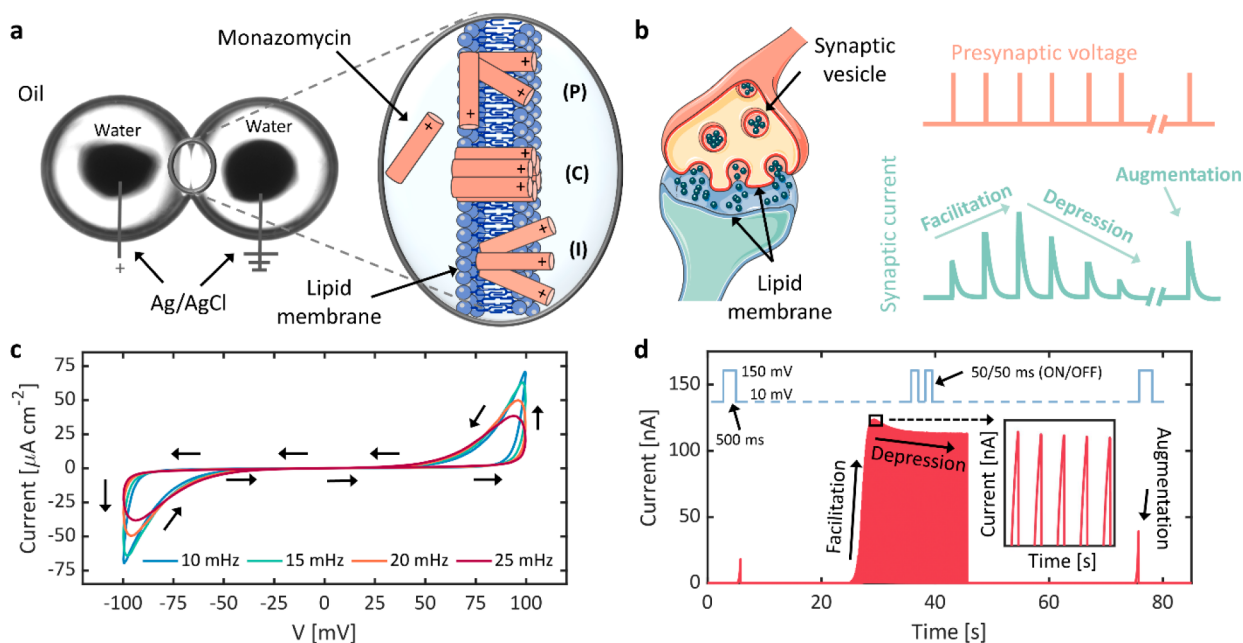 a
Monazomycin
Oil
Water
Water
+
Ag/AgCl
Lipid
membrane
+
+
+
+
(P)
+
+
+
(C)
+
+
+
(I)
b
Synaptic
vesicle
Lipid
membrane
Presynaptic voltage
Synaptic current
Facilitation
Depression
Augmentation
c
Current [µA cm-2]
75
50
25
0
-25
-50
-75
10 mHz
15 mHz
20 mHz
25 mHz
-100
-75
-50
-25
0
25
50
75
100
V [mV]
d
Current [nA]
150
100
50
0
150 mV
10 mV
500 ms
50/50 ms (ON/OFF)
Facilitation
Depression
Current [nA]
Time [s]
Augmentation
0
20
40
60
80
Time [s]